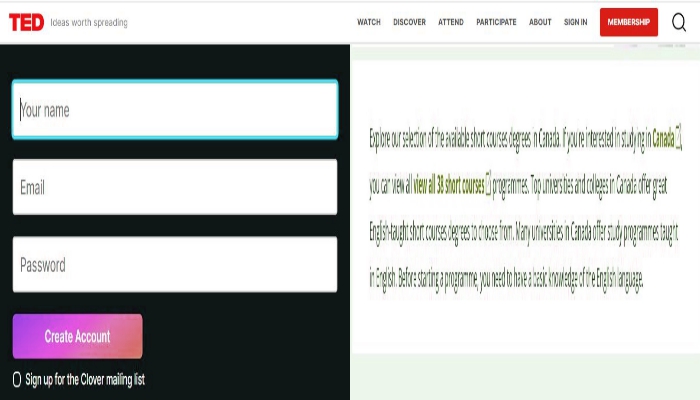 TED Ideas worth spreading WATCH DISCOVER ATTEND PARTICIPATE ABOUT SIGN IN MEMBERSHIP
Your name
Email
Password
Create Account
Sign up for the Clover mailing list
Explore our selection of the available short courses degrees in Canada. If you're interested in studying in Canada
you can view all view all 38 short courses programmes. Top universities and colleges in Canada offer great
English-taught short courses degrees to choose from. Many universities in Canada offer study programmes taught
in English. Before starting a programme, you need to have a basic knowledge of the English language.